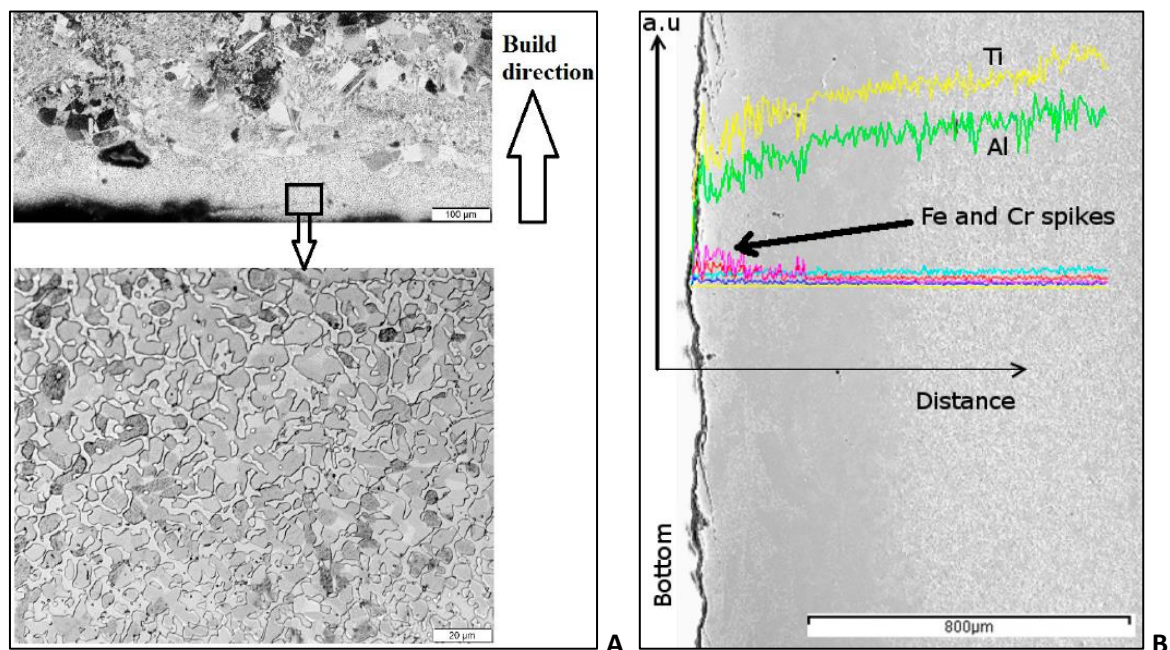 Build
direction
100 µm
20 µm
A
a.u
Ti
Al
Fe and Cr spikes
Distance
Bottom
800µm
B